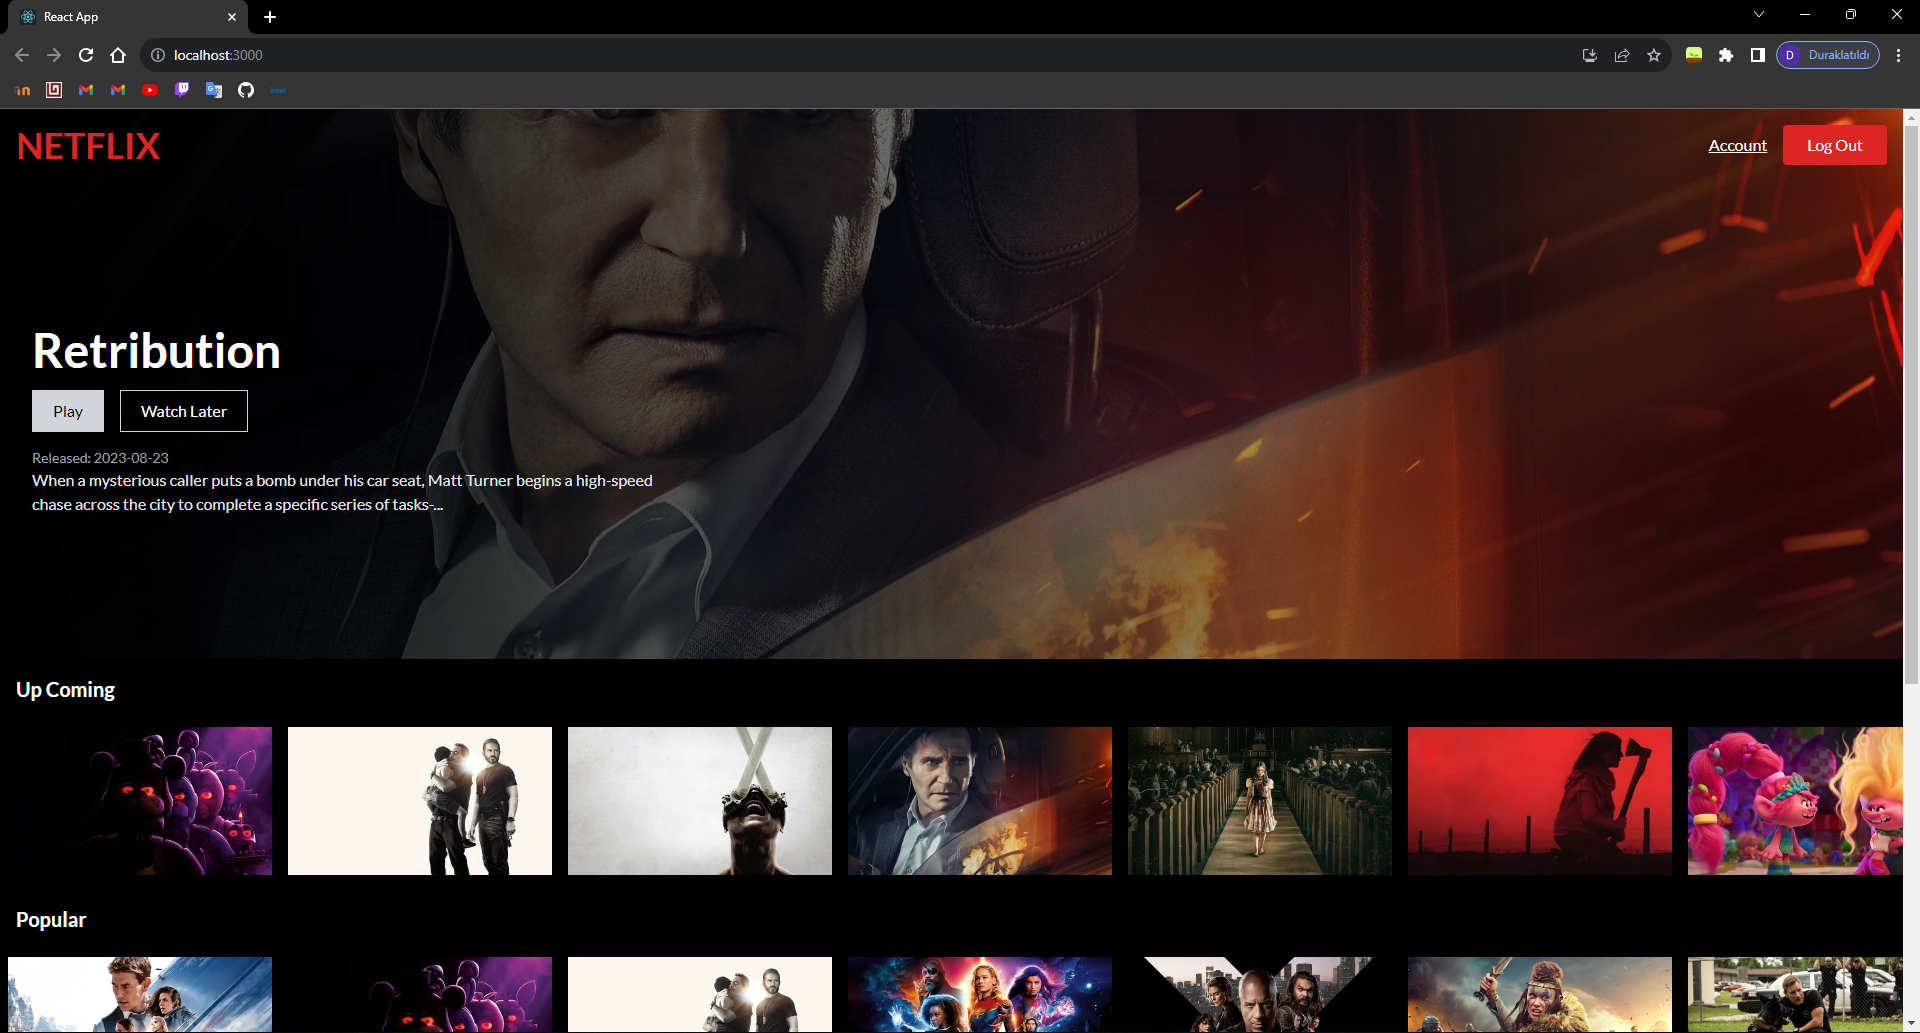 React App
localhost:3000
D Duraklatıldı
intel
NETFLIX
Account
Log Out
Retribution
Play
Watch Later
Released: 2023-08-23
When a mysterious caller puts a bomb under his car seat, Matt Turner begins a high-speed
chase across the city to complete a specific series of tasks-...
Up Coming
Popular